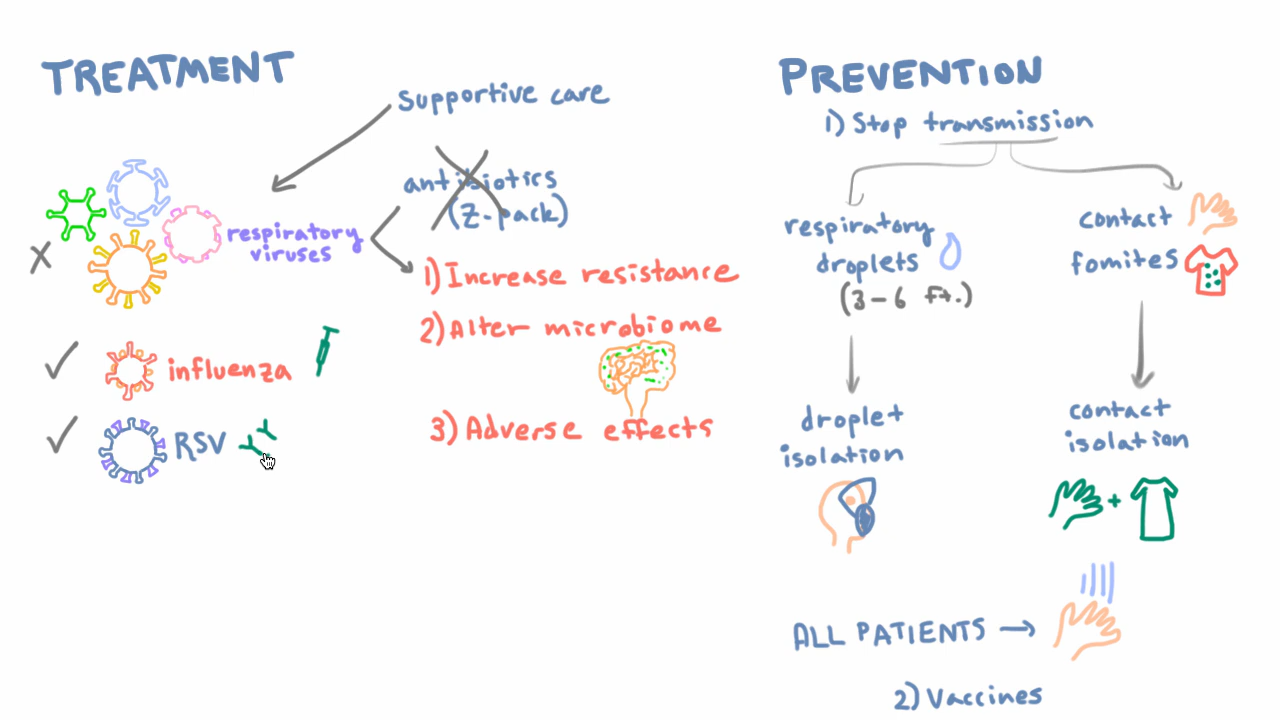 TREATMENT
supportive care
antibiotics
(Z-pack)
respiratory
viruses
1) Increase resistance
2) Alter microbiome
3) Adverse effects
X
influenza
RSV
PREVENTION
1) Stop transmission
respiratory
droplets
(3-6 ft.)
contact
fomites
droplet
isolation
contact
isolation
+
ALL PATIENTS →
2) Vaccines